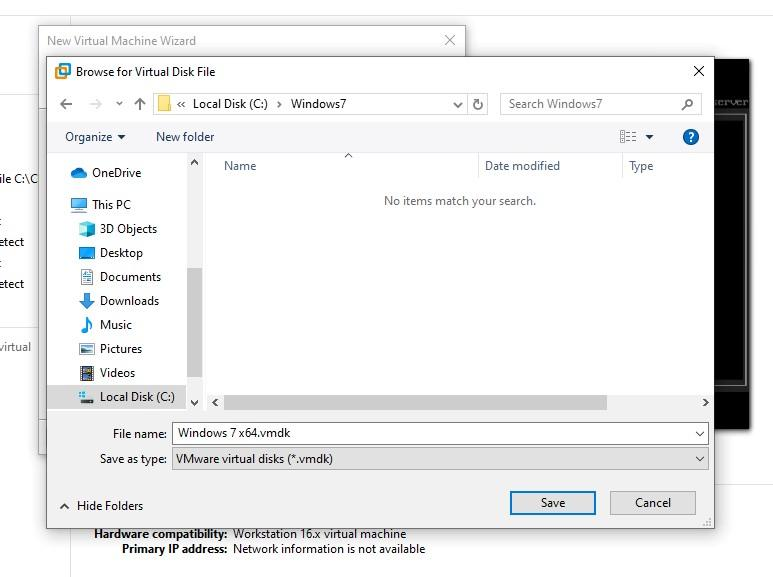 New Virtual Machine Wizard
Browse for Virtual Disk File
« Local Disk (C:) › Windows7
Search Windows7
Organize
New folder
?
Name
Date modified
Type
No items match your search.
OneDrive
This PC
3D Objects
Desktop
Documents
Downloads
Music
Pictures
Videos
Local Disk (C:)
ile C:\C
etect
etect
virtual
server
File name: Windows 7 x64.vmdk
Save as type: VMware virtual disks (*.vmdk)
Hide Folders
Save
Cancel
Hardware compatibility: Workstation 16.x virtual machine
Primary IP address: Network information is not available